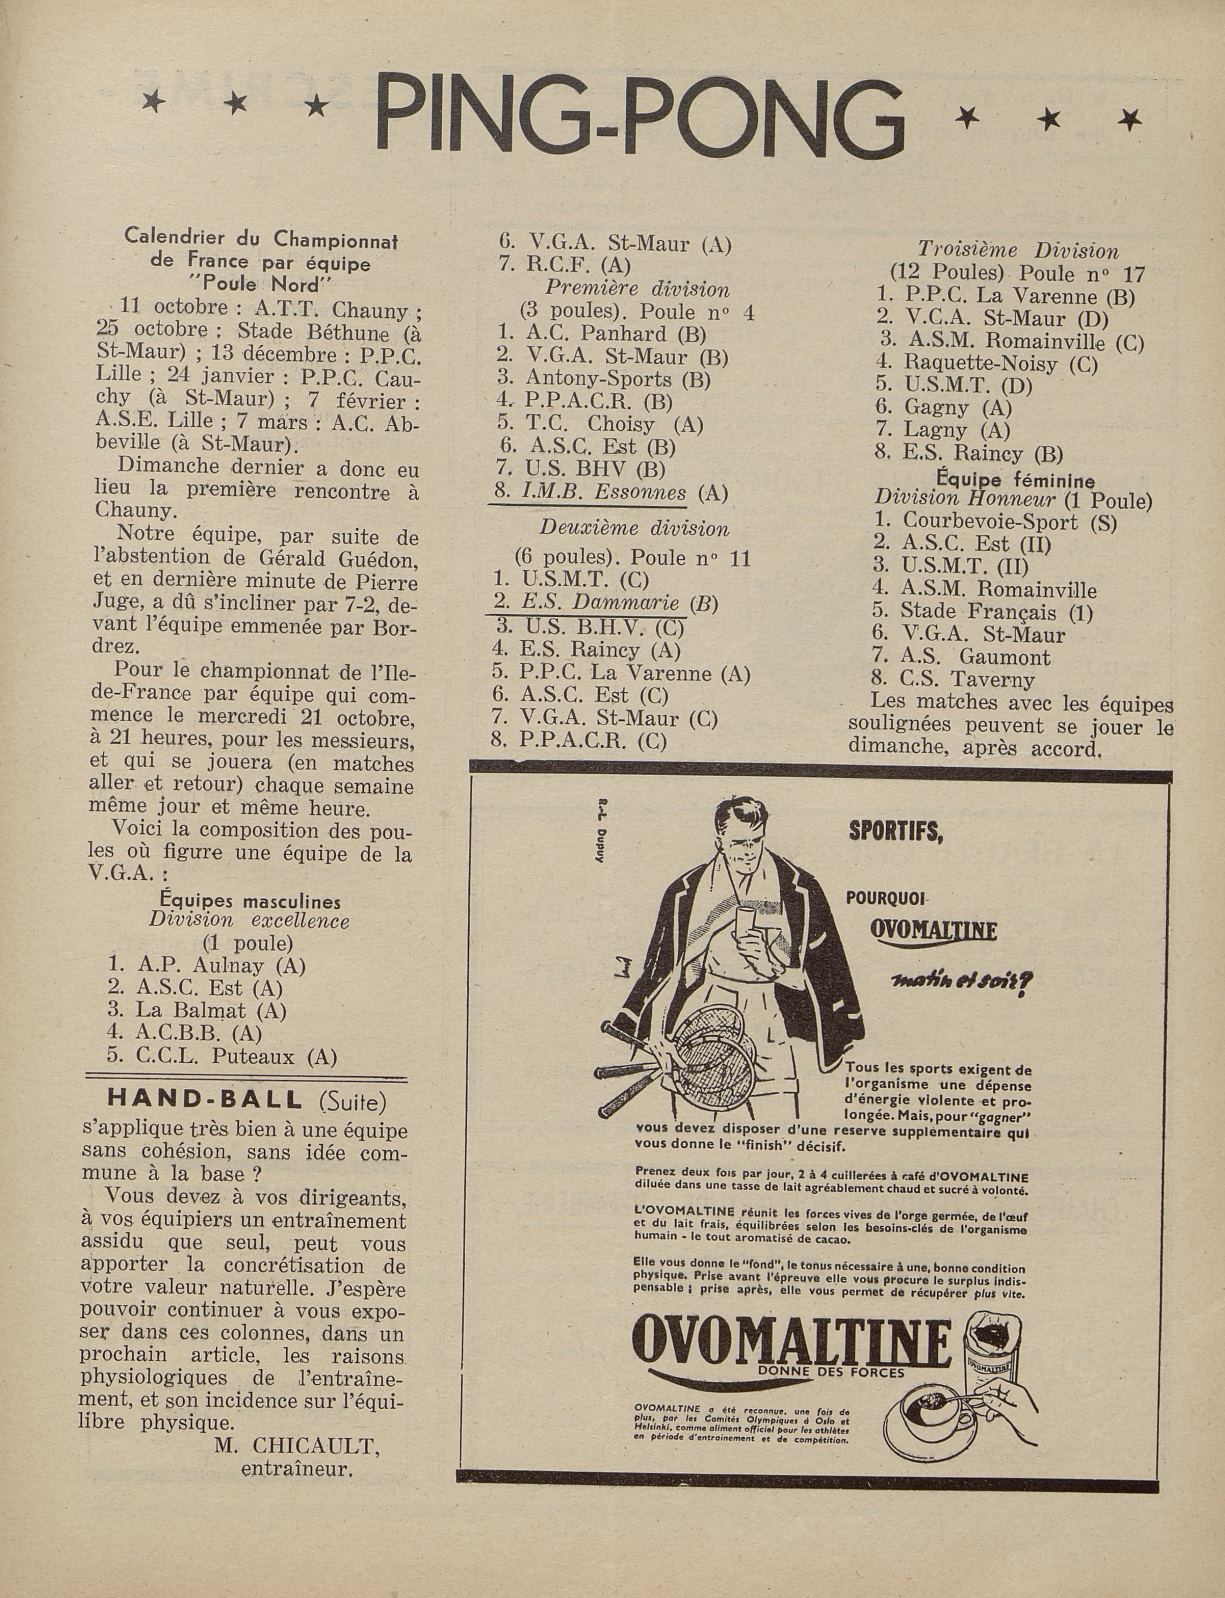 PING-PONG
Calendrier du Championnat
de France par équipe
"Poule Nord"
11 octobre : A.T.T. Chauny ;
25 octobre : Stade Béthune (à
St-Maur) ; 13 décembre : P.P.C.
Lille ; 24 janvier : P.P.C. Cau-
chy (à St-Maur) ; 7 février :
A.S.E. Lille ; 7 mars : A.C. Ab-
beville (à St-Maur).
Dimanche dernier a donc eu
lieu la première rencontre à
Chauny.
Notre équipe, par suite de
l'abstention de Gérald Guédon,
et en dernière minute de Pierre
Juge, a dû s'incliner par 7-2, de-
vant l'équipe emmenée par Bor-
drez.
Pour le championnat de l'Ile-
de-France par équipe qui com-
mence le mercredi 21 octobre,
à 21 heures, pour les messieurs,
et qui se jouera (en matches
aller et retour) chaque semaine
même jour et même heure.
Voici la composition des pou-
les où figure une équipe de la
V.G.A. :
Équipes masculines
Division excellence
(1 poule)
1. A.P. Aulnay (A)
2. A.S.C. Est (A)
3. La Balmat (A)
4. A.C.B.B. (A)
5. C.C.L. Puteaux (A)
6. V.G.A. St-Maur (A)
7. R.C.F. (A)
Première division
(3 poules). Poule n° 4
1. A.C. Panhard (B)
2. V.G.A. St-Maur (B)
3. Antony-Sports (B)
4. P.P.A.C.R. (B)
5. T.C. Choisy (A)
6. A.S.C. Est (B)
7. U.S. BHV (B)
8. I.M.B. Essonnes (A)
Deuxième division
(6 poules). Poule n° 11
1. U.S.M.T. (C)
2. E.S. Dammarie (B)
3. U.S. B.H.V. (C)
4. E.S. Raincy (A)
5. P.P.C. La Varenne (A)
6. A.S.C. Est (C)
7. V.G.A. St-Maur (C)
8. P.P.A.C.R. (C)
Troisième Division
(12 Poules) Poule n° 17
1. P.P.C. La Varenne (B)
2. V.C.A. St-Maur (D)
3. A.S.M. Romainville (C)
4. Raquette-Noisy (C)
5. U.S.M.T. (D)
6. Gagny (A)
7. Lagny (A)
8. E.S. Raincy (B)
Équipe féminine
Division Honneur (1 Poule)
1. Courbevoie-Sport (S)
2. A.S.C. Est (II)
3. U.S.M.T. (II)
4. A.S.M. Romainville
5. Stade Français (1)
6. V.G.A. St-Maur
7. A.S. Gaumont
8. C.S. Taverny
Les matches avec les équipes
soulignées peuvent se jouer le
dimanche, après accord.
HAND-BALL (Suite)
s'applique très bien à une équipe
sans cohésion, sans idée com-
mune à la base ?
Vous devez à vos dirigeants,
à vos équipiers un entraînement
assidu que seul, peut vous
apporter la concrétisation de
votre valeur naturelle. J'espère
pouvoir continuer à vous expo-
ser dans ces colonnes, dans un
prochain article, les raisons
physiologiques de l'entraîne-
ment, et son incidence sur l'équi-
libre physique.
M. CHICAULT,
entraîneur.
R.-L. Dupuy
SPORTIFS,
POURQUOI
OVOMALTINE
matin et soir?
Tous les sports exigent de
l'organisme une dépense
d'énergie violente et pro-
longée. Mais, pour "gagner"
vous devez disposer d'une reserve supplémentaire qui
vous donne le "finish" décisif.
Prenez deux fois par jour, 2 à 4 cuillerées à café d'OVOMALTINE
diluée dans une tasse de lait agréablement chaud et sucré à volonté.
L'OVOMALTINE réunit les forces vives de l'orge germée, de l'œuf
et du lait frais, équilibrées selon les besoins-clés de l'organisme
humain - le tout aromatisé de cacao.
Elle vous donne le "fond", le tonus nécessaire à une, bonne condition
physique. Prise avant l'épreuve elle vous procure le surplus indis-
pensable ; prise après, elle vous permet de récupérer plus vite.
OVOMALTINE
DONNE DES FORCES
OVOMALTINE
OVOMALTINE a été reconnue, une fois de
plus, par les Comités Olympiques d Oslo et
Helsinki, comme aliment officiel pour les athlètes
en période d'entrainement et de compétition.